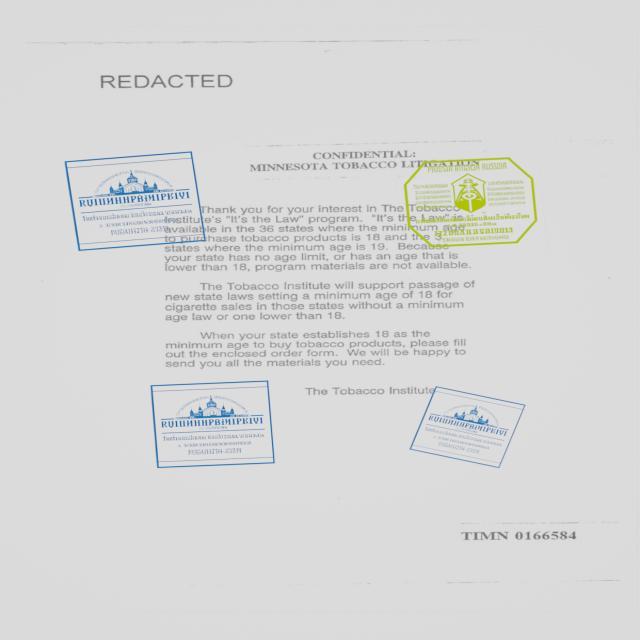 REDACTED
CONFIDENTIAL:
MINNESOTA TOBACCO LITIGATION
Thank you for your interest in The Tobacco
Institute's "It's the Law" program. "It's the Law" is
available in the 36 states where the minimum age
to purchase tobacco products is 18 and the 3
states where the minimum age is 19. Because
your state has no age limit, or has an age that is
lower than 18, program materials are not available.
The Tobacco Institute will support passage of
new state laws setting a minimum age of 18 for
cigarette sales in those states without a minimum
age law or one lower than 18.
When your state establishes 18 as the
minimum age to buy tobacco products, please fill
out the enclosed order form. We will be happy to
send you all the materials you need.
The Tobacco Institute
TIMN 0166584